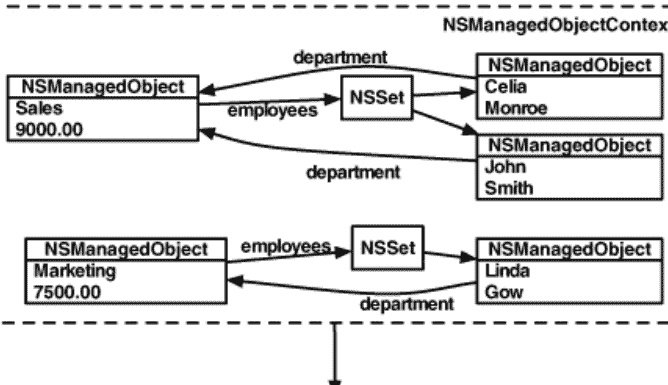 NSManagedObjectContex
department
NSManagedObject
Sales
9000.00
employees
NSSet
NSManagedObject
Celia
Monroe
NSManagedObject
John
Smith
department
NSManagedObject
Marketing
7500.00
employees
NSSet
NSManagedObject
Linda
Gow
department